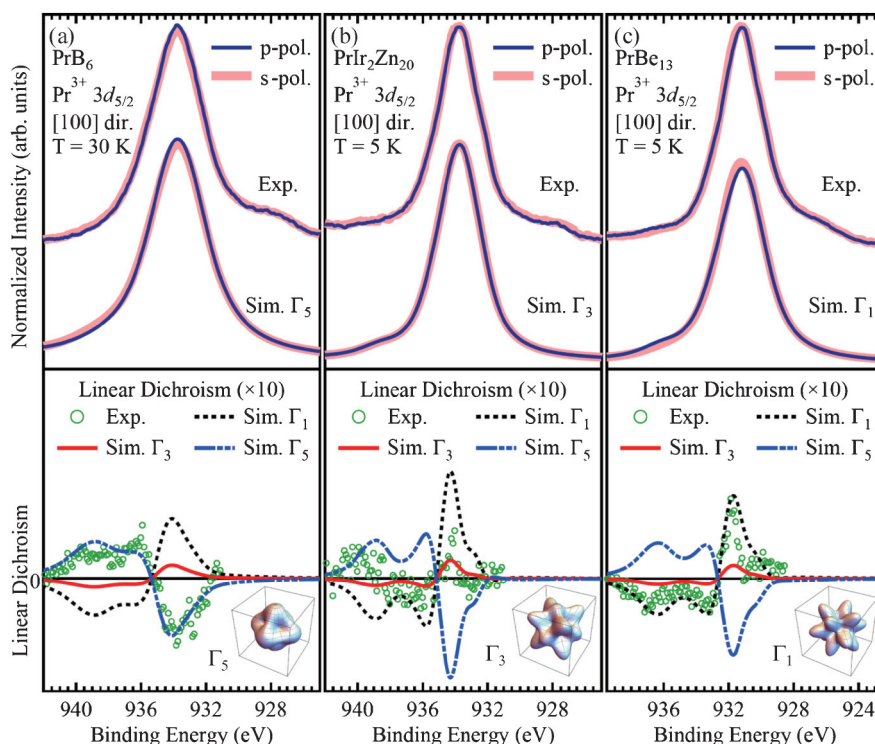 Normalized Intensity (arb. units)
(a)
PrB6
Pr3+ 3d5/2
[100] dir.
T = 30 K
p-pol.
s-pol.
Exp.
Sim. Γ5
(b)
PrIr2Zn20
Pr3+ 3d5/2
[100] dir.
T = 5 K
p-pol.
s-pol.
Exp.
Sim. Γ3
(c)
PrBe13
Pr3+ 3d5/2
[100] dir.
T = 5 K
p-pol.
s-pol.
Exp.
Sim. Γ1
Linear Dichroism
0
Linear Dichroism (×10)
Exp. Sim. Γ1
Sim. Γ3 Sim. Γ5
Γ5
940 936 932 928
Binding Energy (eV)
Linear Dichroism (×10)
Exp. Sim. Γ1
Sim. Γ3 Sim. Γ5
Γ3
940 936 932 928
Binding Energy (eV)
Linear Dichroism (×10)
Exp. Sim. Γ1
Sim. Γ3 Sim. Γ5
Γ1
936 932 928 924
Binding Energy (eV)